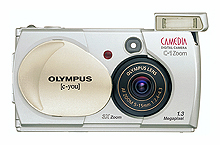 CAMEDIA
DIGITAL CAMERA
C-1Zoom
OLYMPUS
[c-you]
OLYMPUS LENS
3X Zoom
1.3
Megapixel